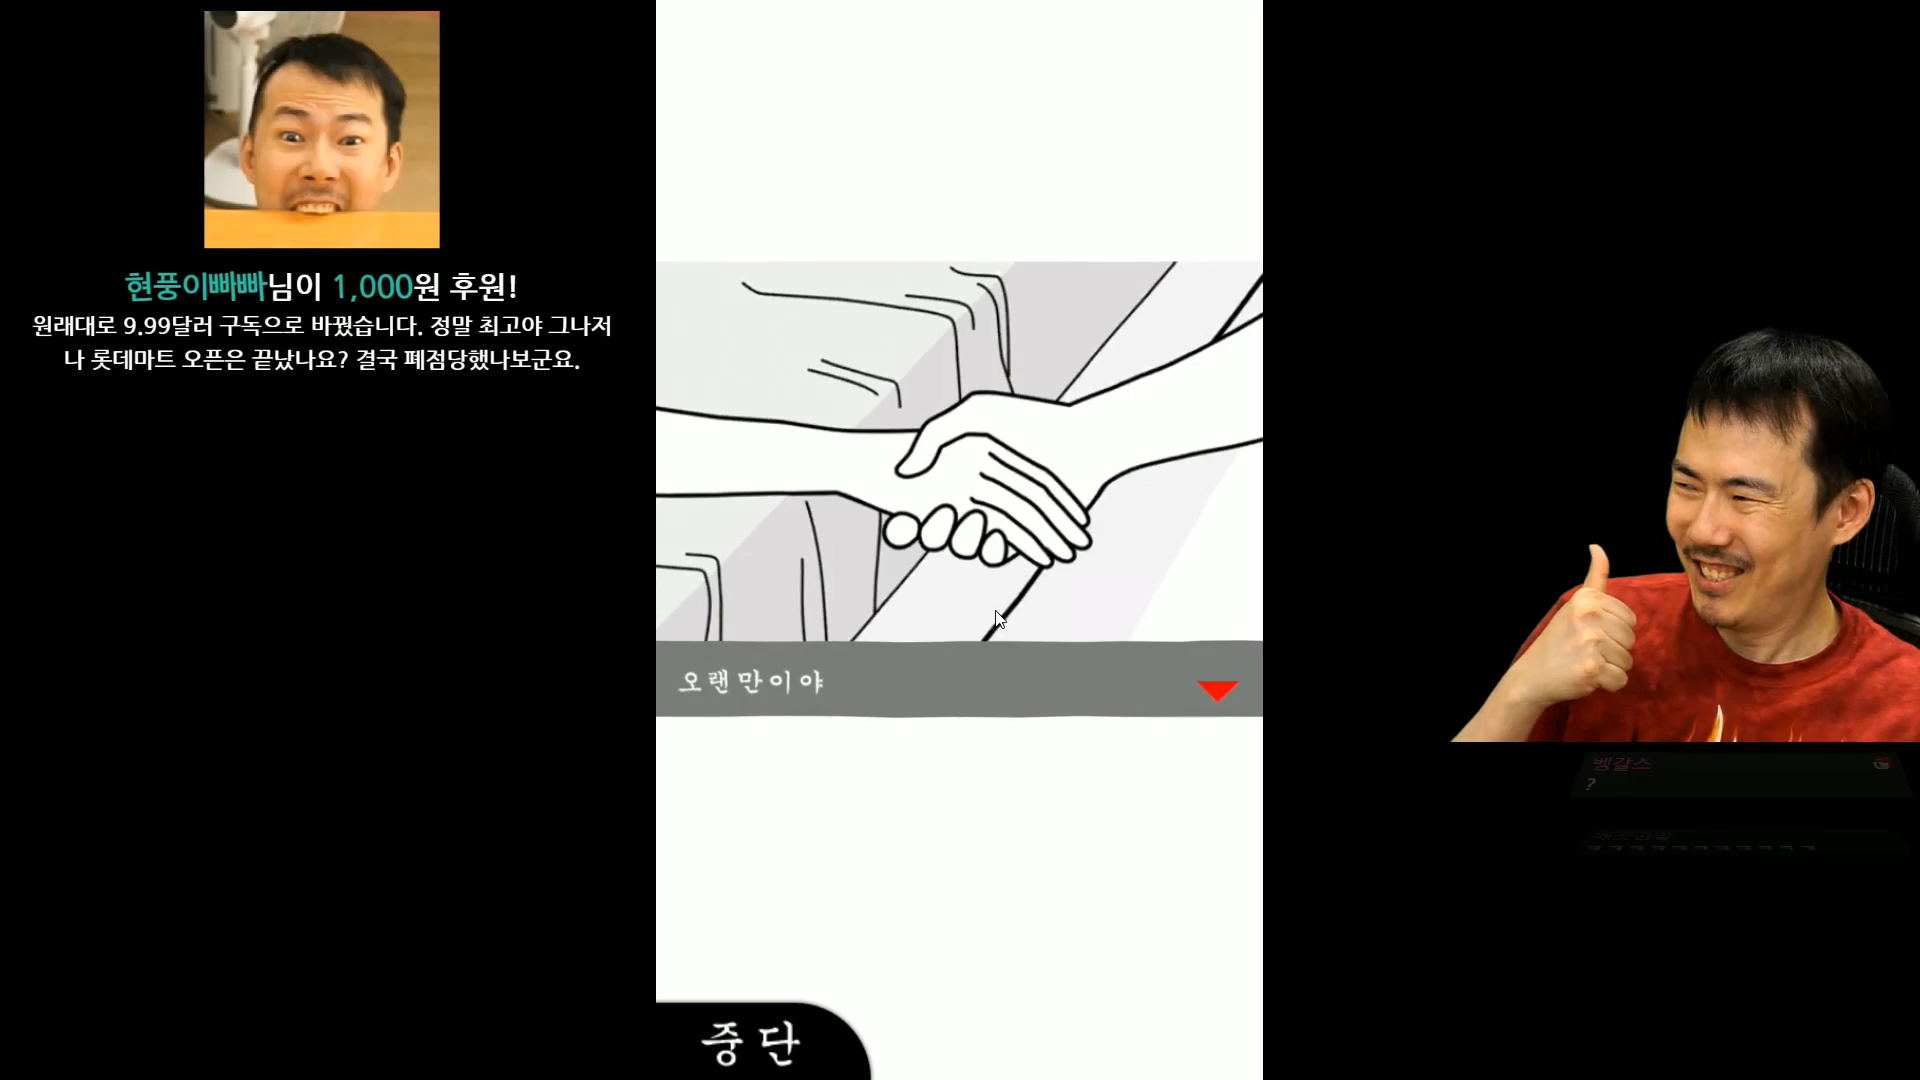 현풍이빠빠님이 1,000원 후원!
원래대로 9.99달러 구독으로 바꿨습니다. 정말 최고야 그나저
나 롯데마트 오픈은 끝났나요? 결국 폐점당했나보군요.
오랜만이야
벵갈스
?
중단